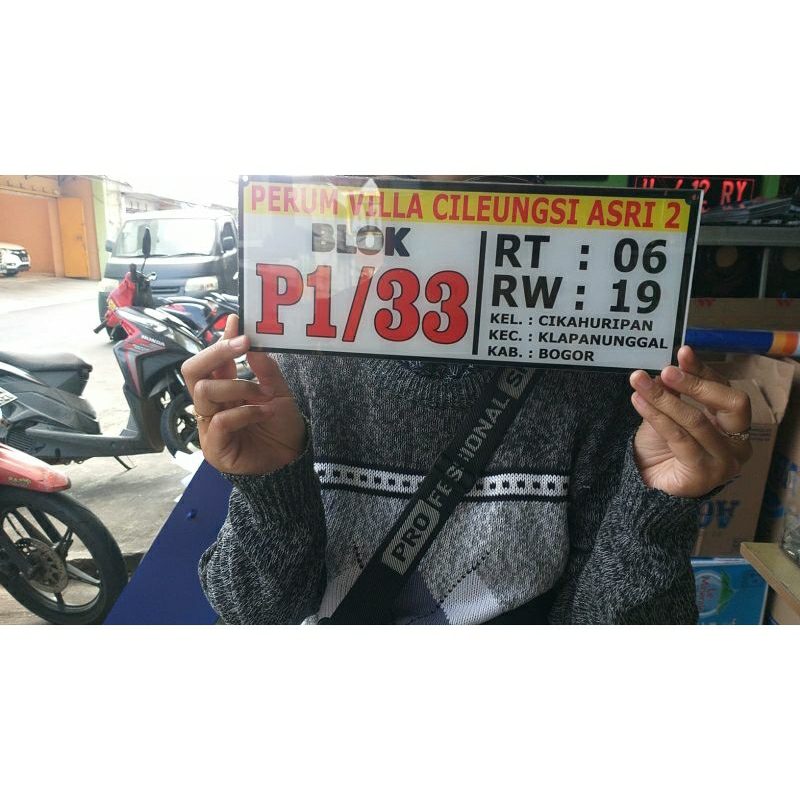 PERUM VILLA CILEUNGSI ASRI 2
BLOK
P1/33
RT : 06
RW : 19
KEL. : CIKAHURIPAN
KEC. : KLAPANUNGGAL
KAB. : BOGOR
PROFESSIONAL
HONDA